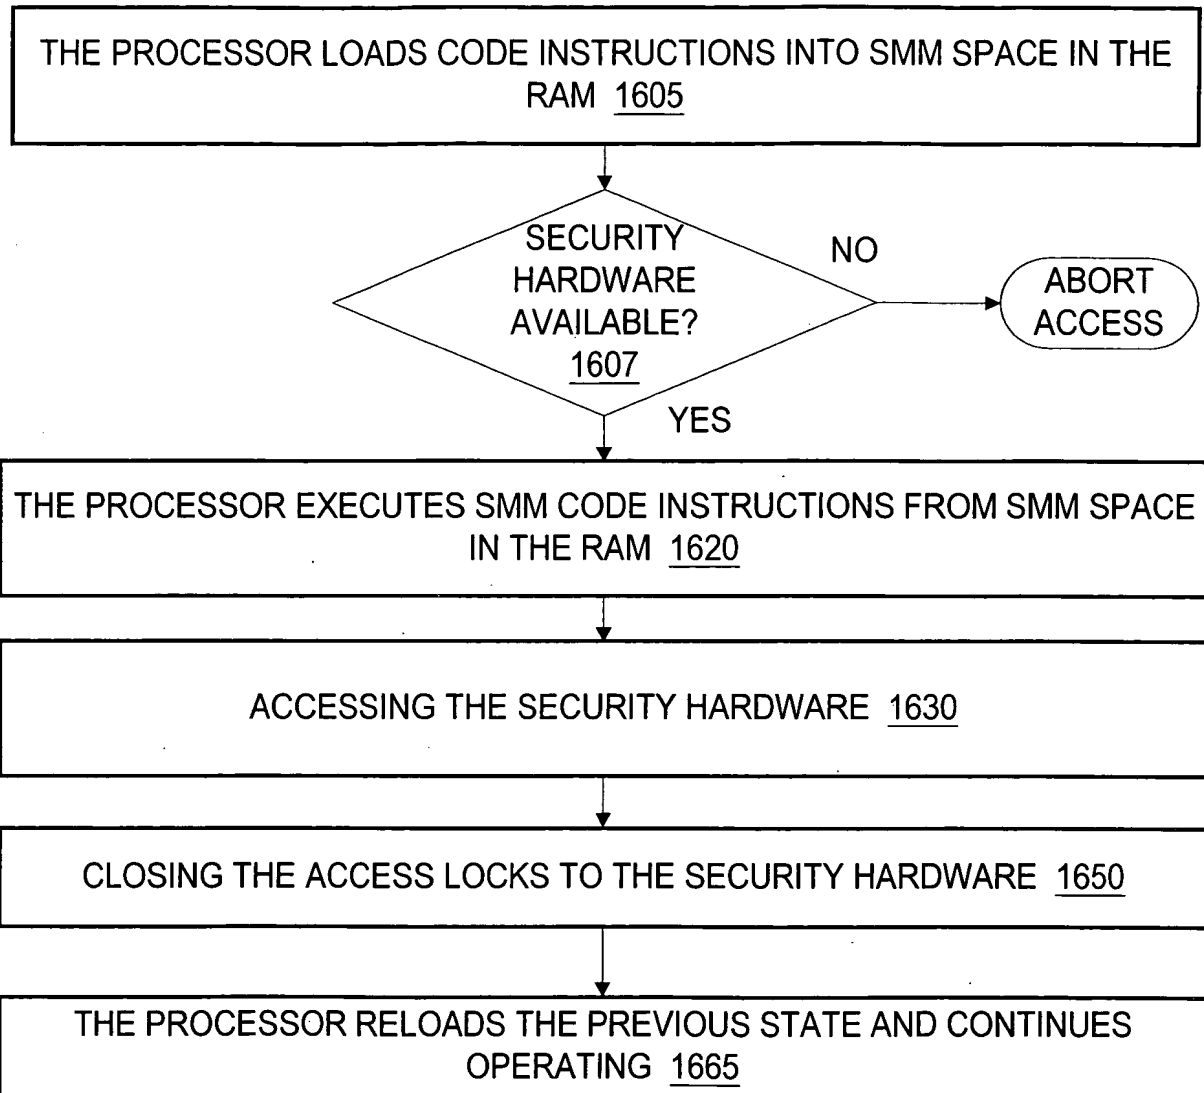 THE PROCESSOR LOADS CODE INSTRUCTIONS INTO SMM SPACE IN THE
RAM 1605
SECURITY
HARDWARE
AVAILABLE?
1607
NO
ABORT
ACCESS
YES
THE PROCESSOR EXECUTES SMM CODE INSTRUCTIONS FROM SMM SPACE
IN THE RAM 1620
ACCESSING THE SECURITY HARDWARE 1630
CLOSING THE ACCESS LOCKS TO THE SECURITY HARDWARE 1650
THE PROCESSOR RELOADS THE PREVIOUS STATE AND CONTINUES
OPERATING 1665